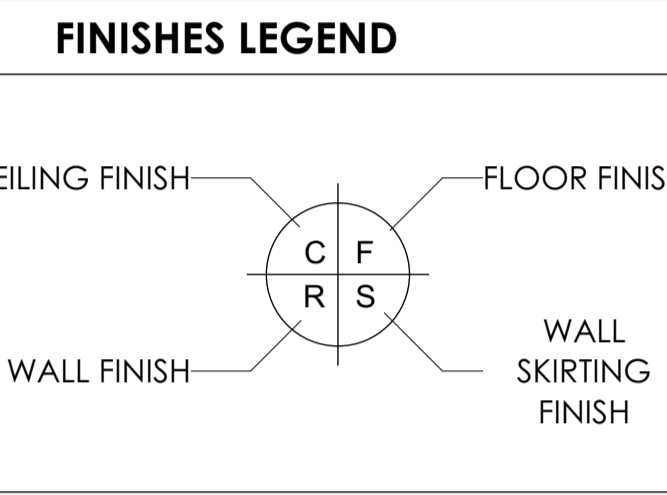 FINISHES LEGEND
EILING FINISH
FLOOR FINIS
C F
R S
WALL FINISH
WALL
SKIRTING
FINISH